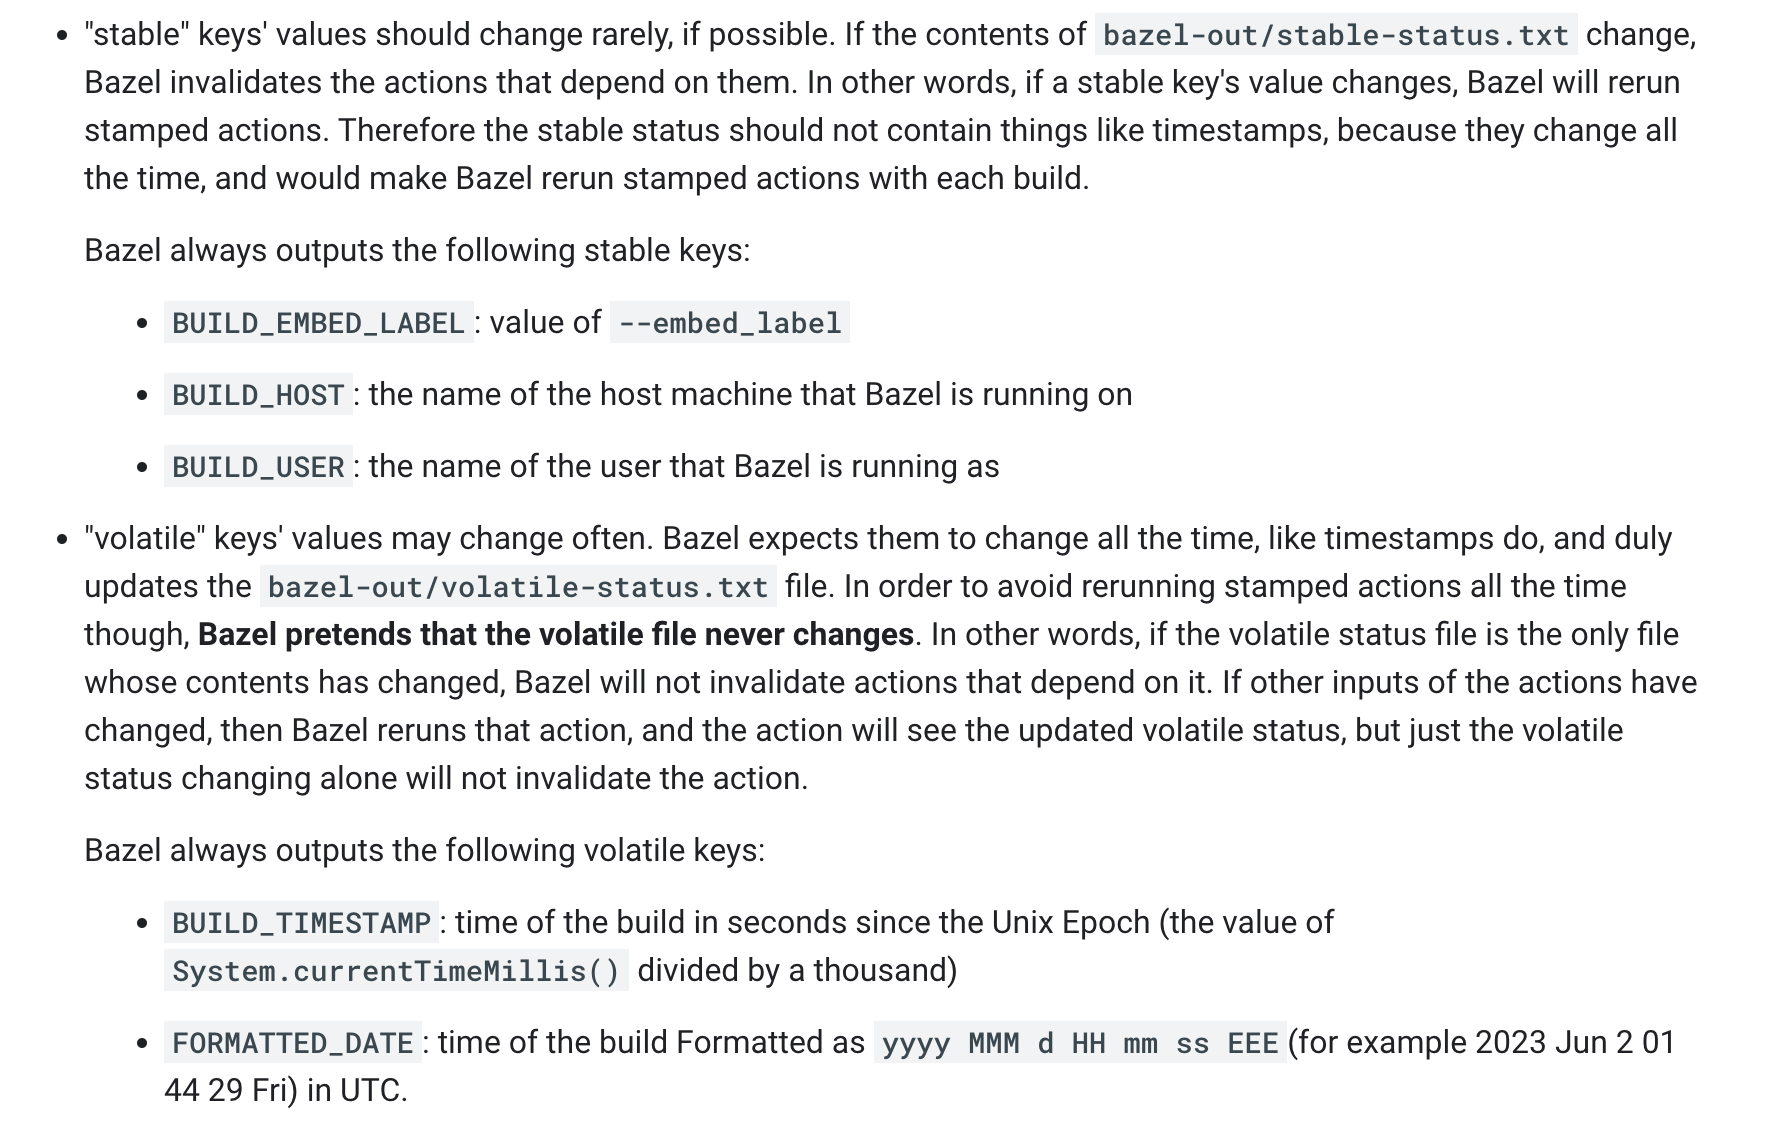 • "stable" keys' values should change rarely, if possible. If the contents of bazel-out/stable-status.txt change,
Bazel invalidates the actions that depend on them. In other words, if a stable key's value changes, Bazel will rerun
stamped actions. Therefore the stable status should not contain things like timestamps, because they change all
the time, and would make Bazel rerun stamped actions with each build.
Bazel always outputs the following stable keys:
• BUILD_EMBED_LABEL: value of --embed_label
• BUILD_HOST: the name of the host machine that Bazel is running on
• BUILD_USER: the name of the user that Bazel is running as
• "volatile" keys' values may change often. Bazel expects them to change all the time, like timestamps do, and duly
updates the bazel-out/volatile-status.txt file. In order to avoid rerunning stamped actions all the time
though, Bazel pretends that the volatile file never changes. In other words, if the volatile status file is the only file
whose contents has changed, Bazel will not invalidate actions that depend on it. If other inputs of the actions have
changed, then Bazel reruns that action, and the action will see the updated volatile status, but just the volatile
status changing alone will not invalidate the action.
Bazel always outputs the following volatile keys:
• BUILD_TIMESTAMP: time of the build in seconds since the Unix Epoch (the value of
System.currentTimeMillis() divided by a thousand)
• FORMATTED_DATE: time of the build Formatted as yyyy MMM d HH mm ss EEE(for example 2023 Jun 2 01
44 29 Fri) in UTC.